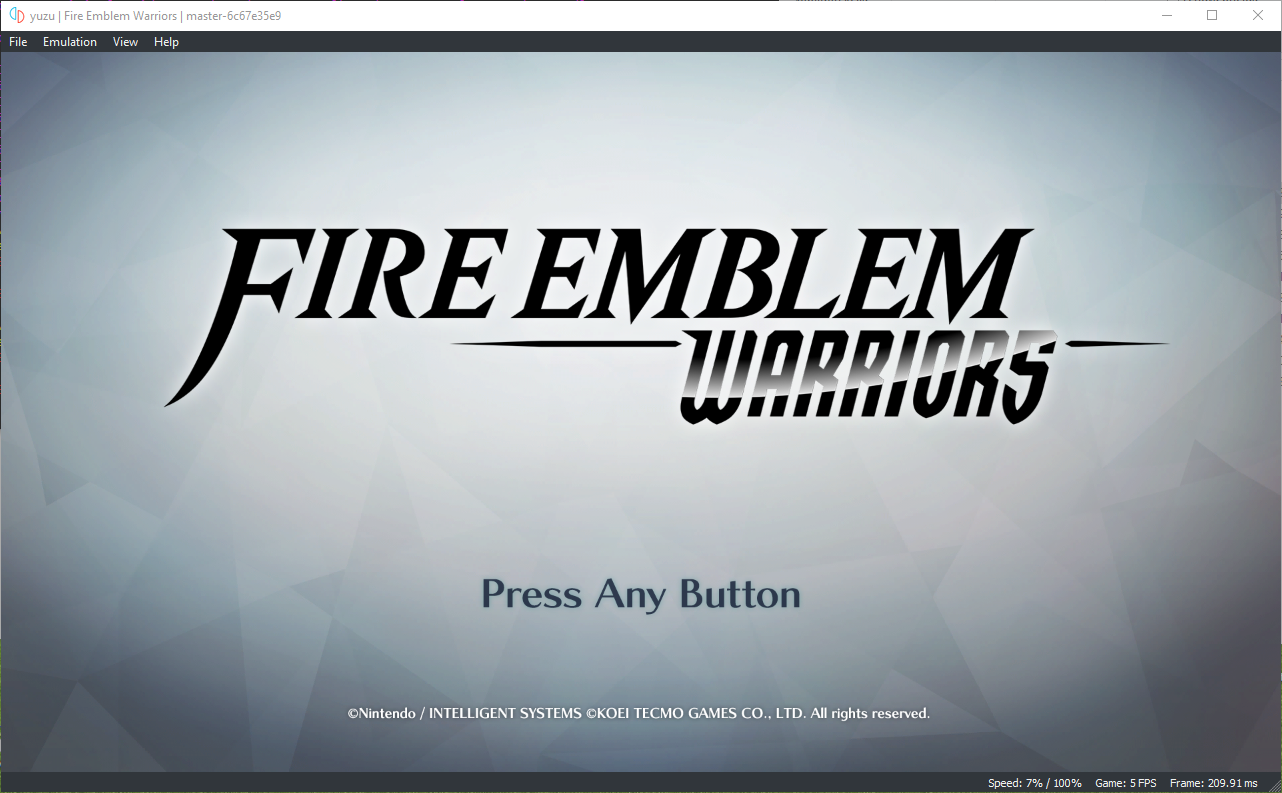 yuzu | Fire Emblem Warriors | master-6c67e35e9
File Emulation View Help
FIRE EMBLEM
WARRIORS
Press Any Button
©Nintendo / INTELLIGENT SYSTEMS ©KOEI TECMO GAMES CO., LTD. All rights reserved.
Speed: 7% / 100% Game: 5 FPS Frame: 209.91 ms